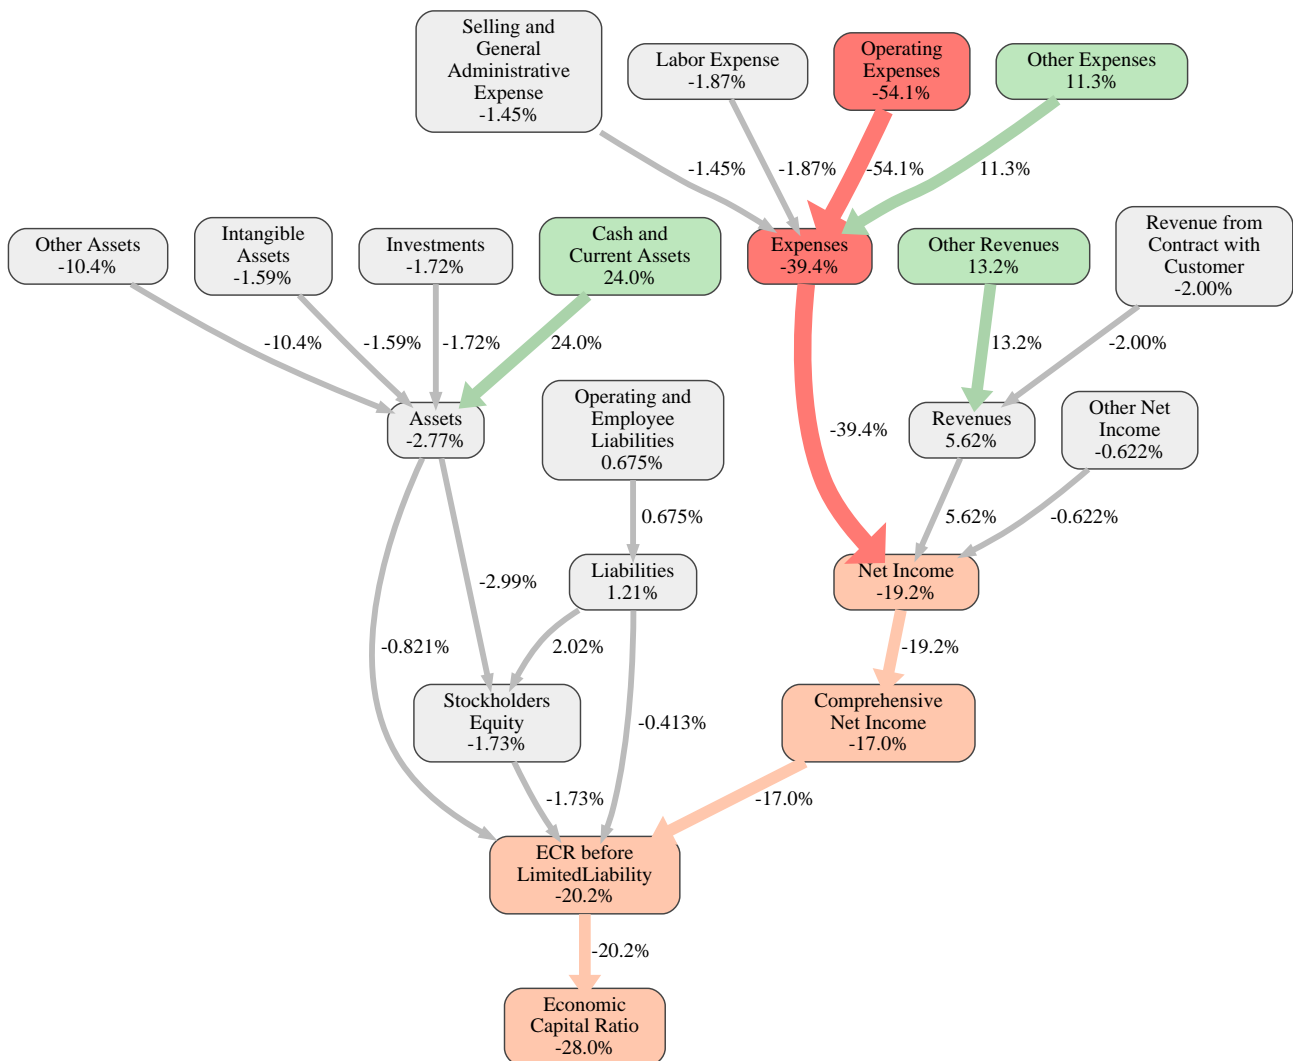 Selling and
General
Administrative
Expense
-1.45%
Labor Expense
-1.87%
Operating
Expenses
-54.1%
Other Expenses
11.3%
-1.45%
-1.87%
-54.1%
11.3%
Other Assets
-10.4%
Intangible
Assets
-1.59%
Investments
-1.72%
Cash and
Current Assets
24.0%
Expenses
-39.4%
Other Revenues
13.2%
Revenue from
Contract with
Customer
-2.00%
-10.4%
-1.59%
-1.72%
24.0%
13.2%
-2.00%
Assets
-2.77%
Operating and
Employee
Liabilities
0.675%
-39.4%
Revenues
5.62%
Other Net
Income
-0.622%
0.675%
5.62%
-0.622%
-2.99%
Liabilities
1.21%
Net Income
-19.2%
-0.821%
2.02%
-19.2%
Stockholders
Equity
-1.73%
-0.413%
Comprehensive
Net Income
-17.0%
-1.73%
-17.0%
ECR before
LimitedLiability
-20.2%
-20.2%
Economic
Capital Ratio
-28.0%